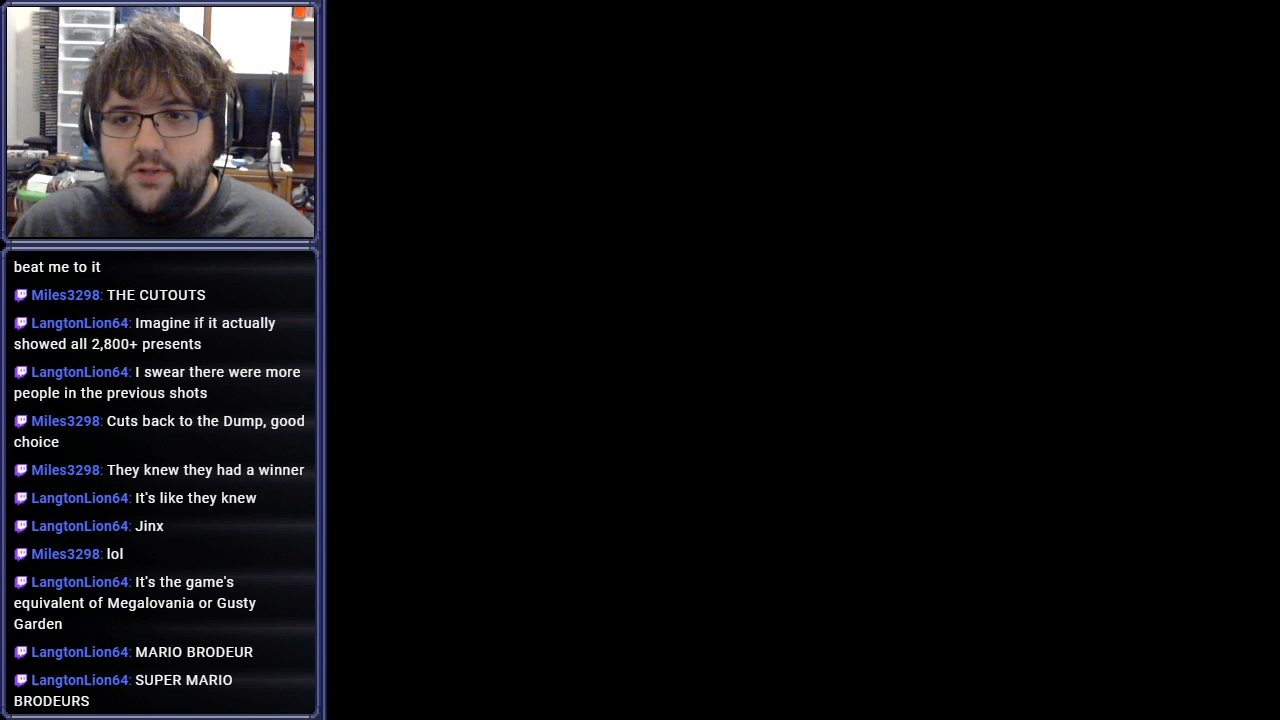 beat me to it
Miles3298: THE CUTOUTS
LangtonLion64: Imagine if it actually
showed all 2,800+ presents
LangtonLion64: I swear there were more
people in the previous shots
Miles3298: Cuts back to the Dump, good
choice
Miles3298: They knew they had a winner
LangtonLion64: It's like they knew
LangtonLion64: Jinx
Miles3298: lol
LangtonLion64: It's the game's
equivalent of Megalovania or Gusty
Garden
LangtonLion64: MARIO BRODEUR
LangtonLion64: SUPER MARIO
BRODEURS